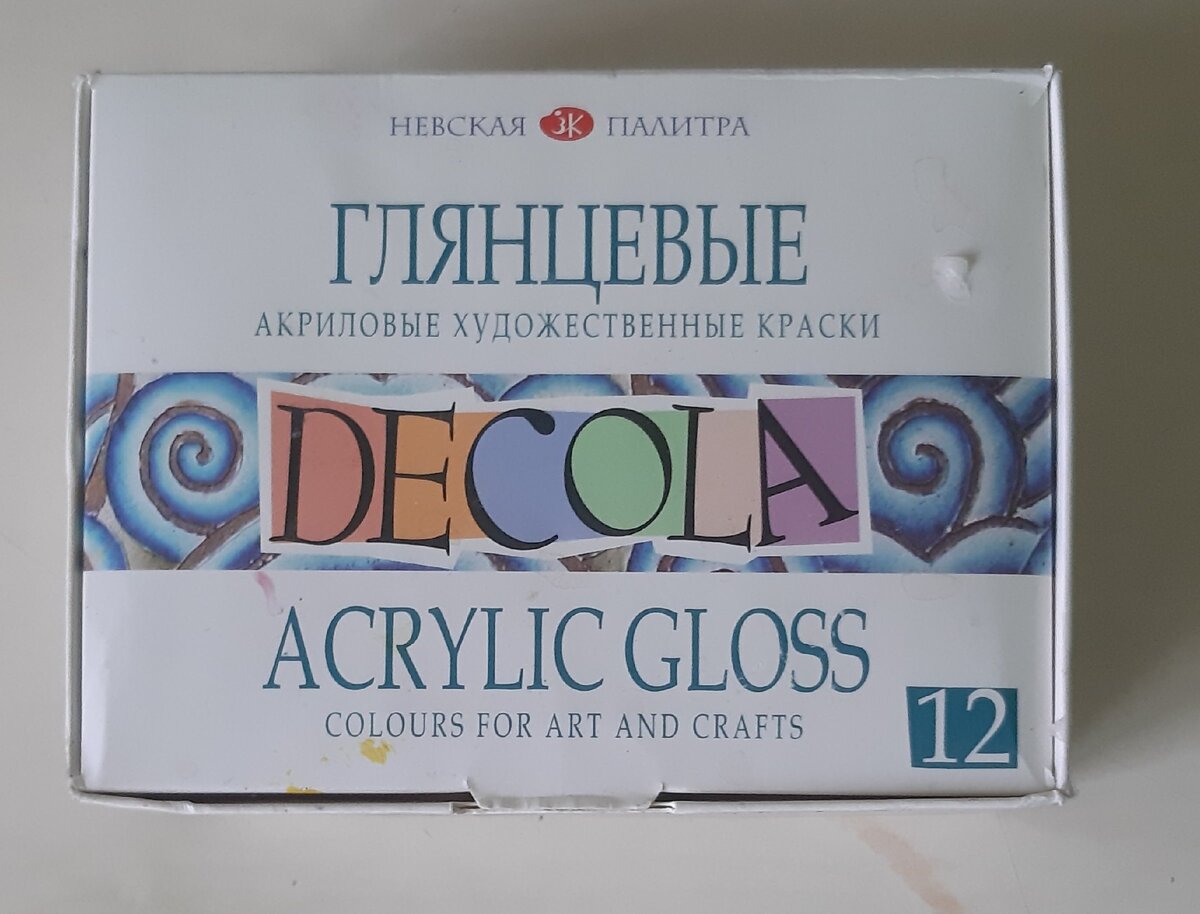 НЕВСКАЯ ЗК ПАЛИТРА
ГЛЯНЦЕВЫЕ
АКРИЛОВЫЕ ХУДОЖЕСТВЕННЫЕ КРАСКИ
DECOLA
ACRYLIC GLOSS
COLOURS FOR ART AND CRAFTS
12